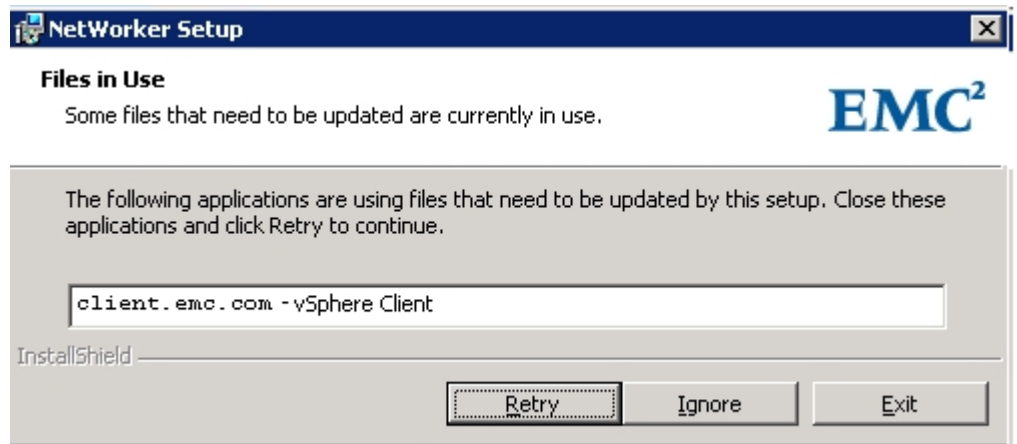 NetWorker Setup
Files in Use
Some files that need to be updated are currently in use.
EMC²
The following applications are using files that need to be updated by this setup. Close these
applications and click Retry to continue.
client.emc.com - vSphere Client
InstallShield
Retry Ignore Exit